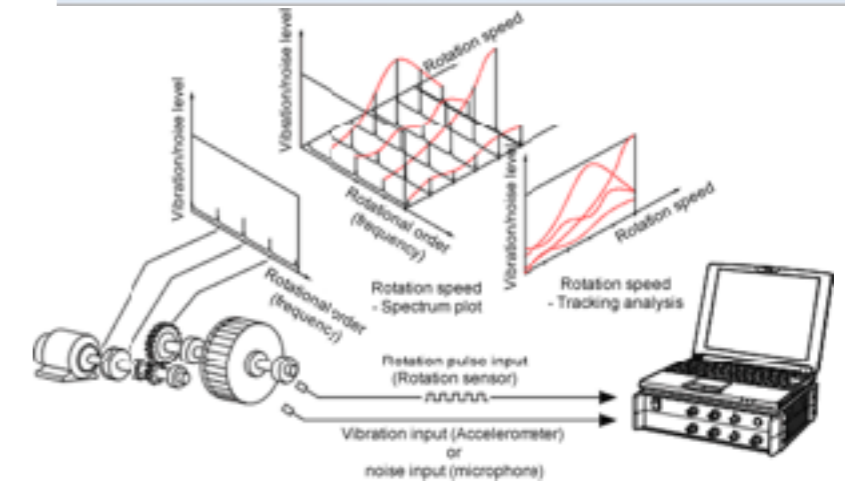 Vibration/noise level
Rotational order
(frequency)
Vibration/noise level
Rotation speed
Rotational order
(frequency)
Rotation speed
- Spectrum plot
Vibration/noise level
Rotation speed
Rotation speed
- Tracking analysis
Rotation pulse input
(Rotation sensor)
Vibration input (Accelerometer)
or
noise input (microphone)